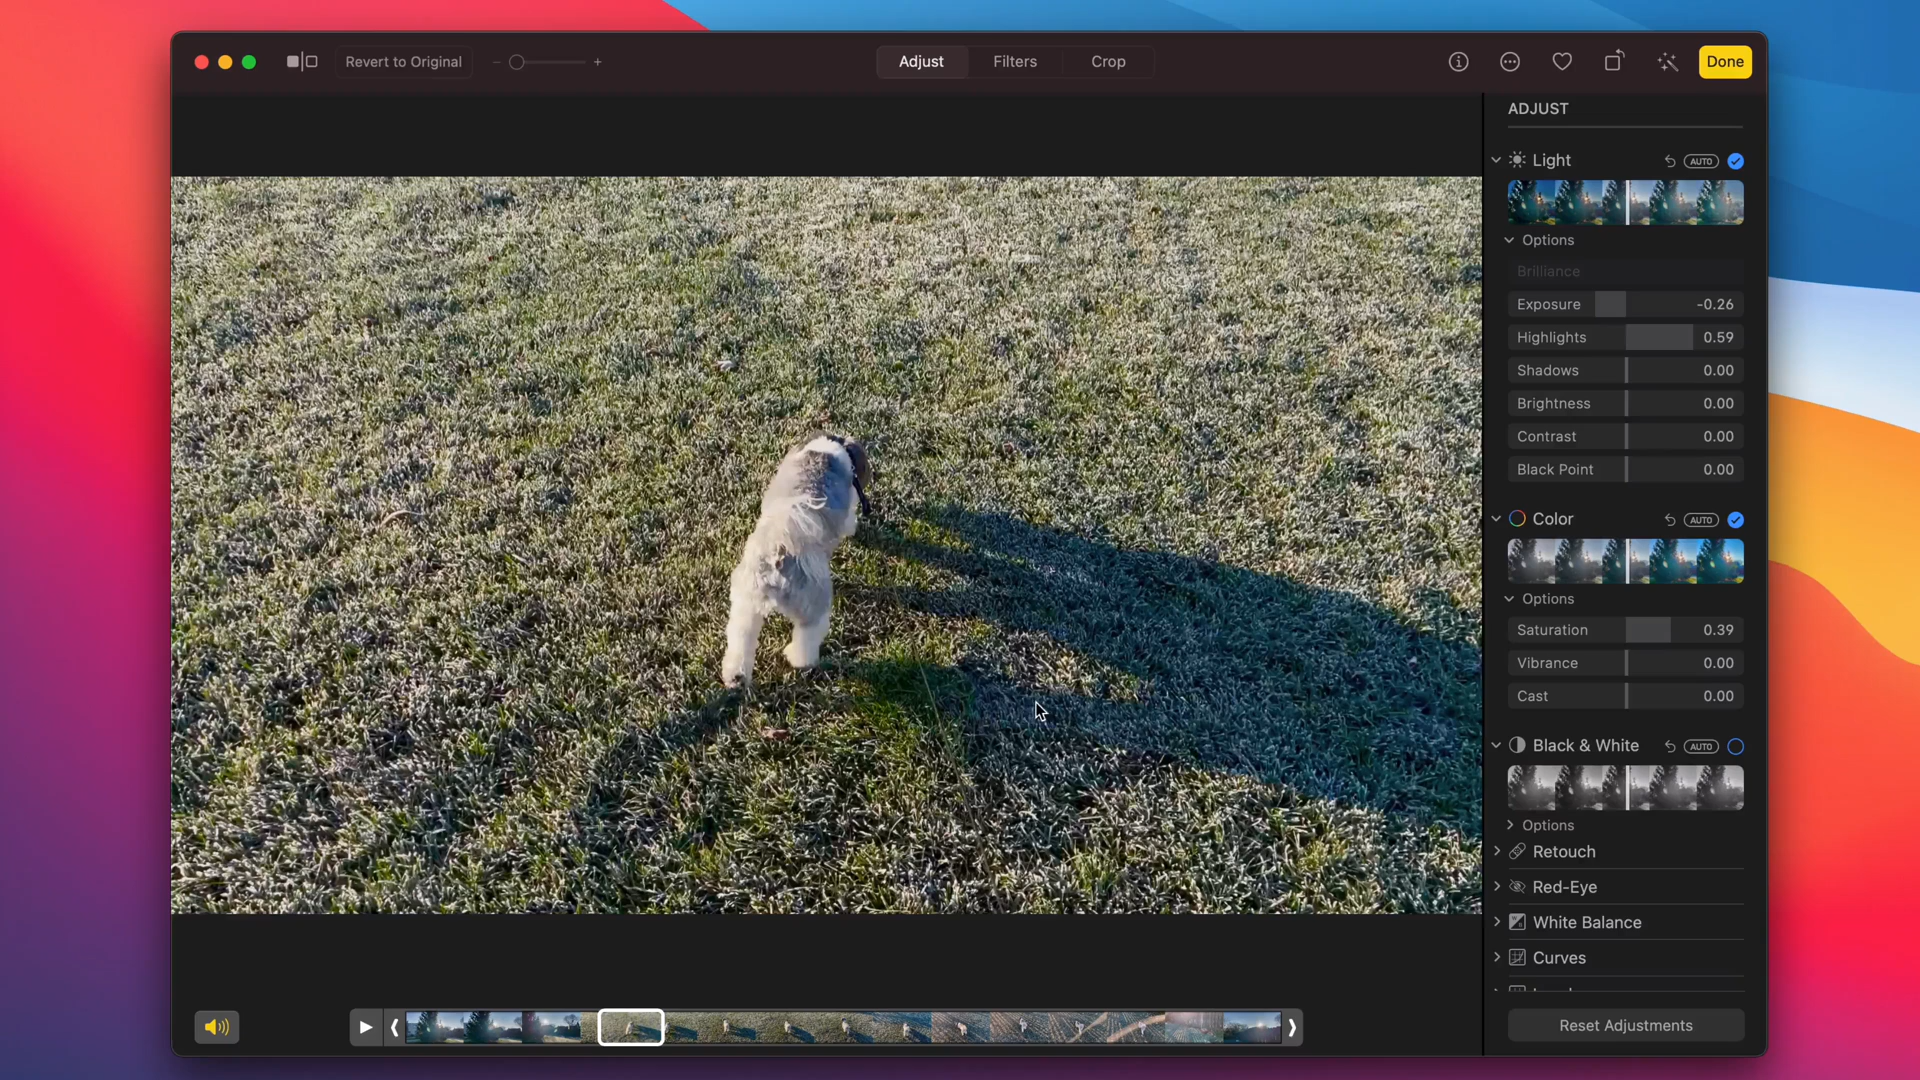 Revert to Original
Adjust
Filters
Crop
Done
ADJUST
Light
AUTO
Options
Brilliance
Exposure -0.26
Highlights 0.59
Shadows 0.00
Brightness 0.00
Contrast 0.00
Black Point 0.00
Color
AUTO
Options
Saturation 0.39
Vibrance 0.00
Cast 0.00
Black & White
AUTO
Options
Retouch
Red-Eye
White Balance
Curves
Reset Adjustments